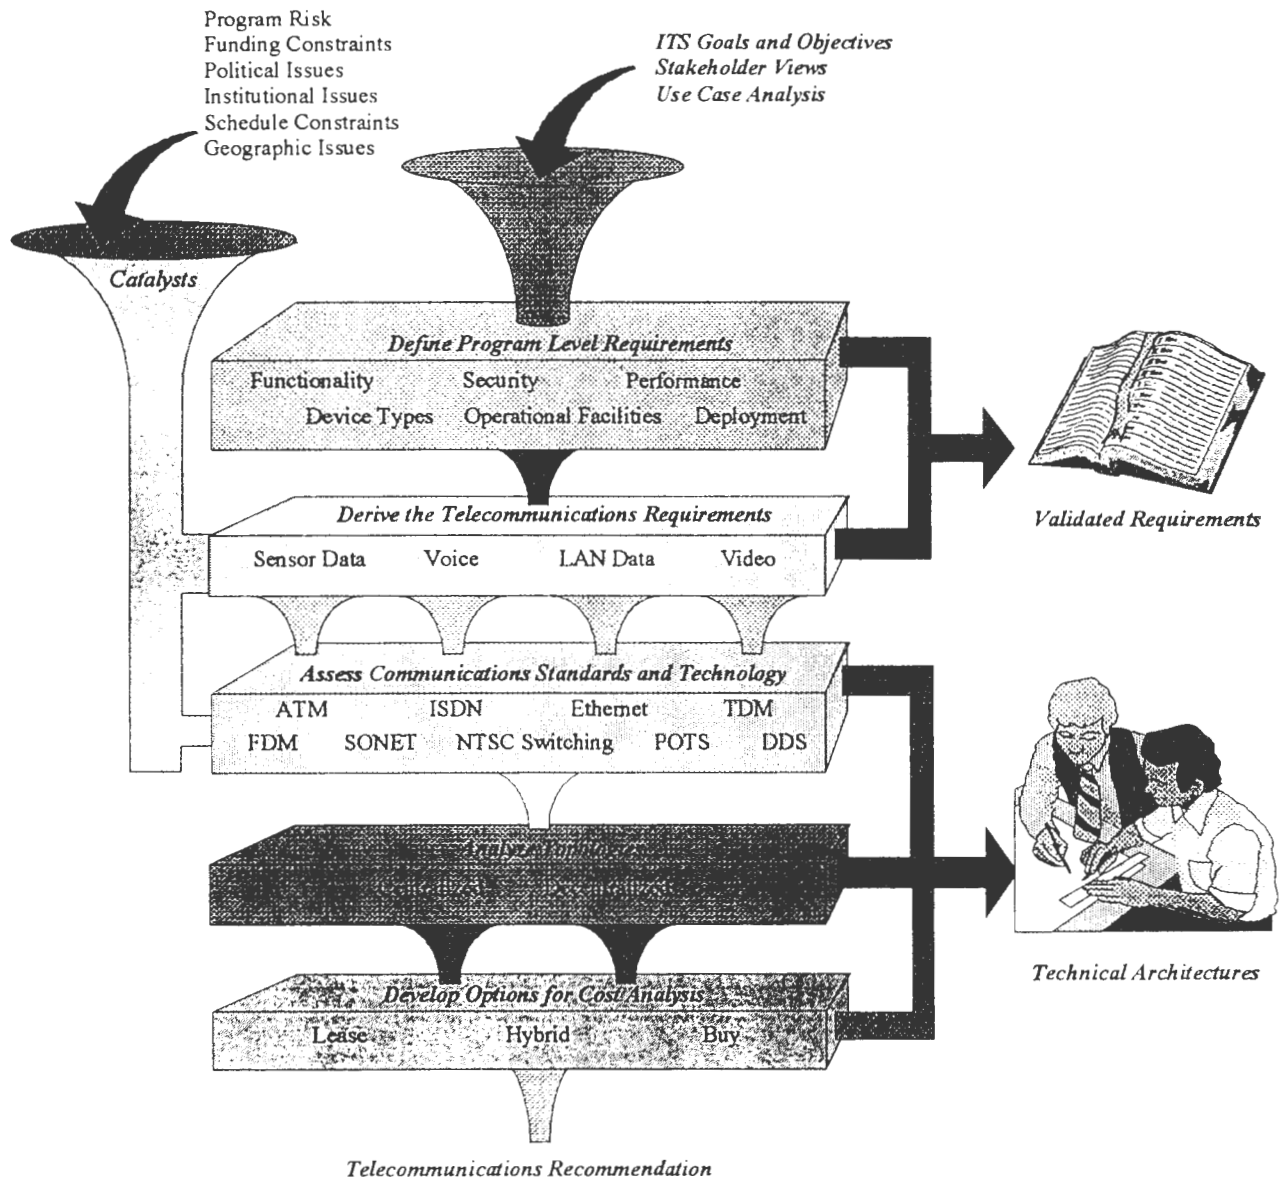 Program Risk
Funding Constraints
Political Issues
Institutional Issues
Schedule Constraints
Geographic Issues
ITS Goals and Objectives
Stakeholder Views
Use Case Analysis
Catalysts
Define Program Level Requirements
Functionality Security Performance
Device Types Operational Facilities Deployment
Validated Requirements
Derive the Telecommunications Requirements
Sensor Data Voice LAN Data Video
Assess Communications Standards and Technology
ATM ISDN Ethernet TDM
FDM SONET NTSC Switching POTS DDS
Technical Architectures
Develop Options for Cost Analysis
Lease Hybrid Buy
Telecommunications Recommendation